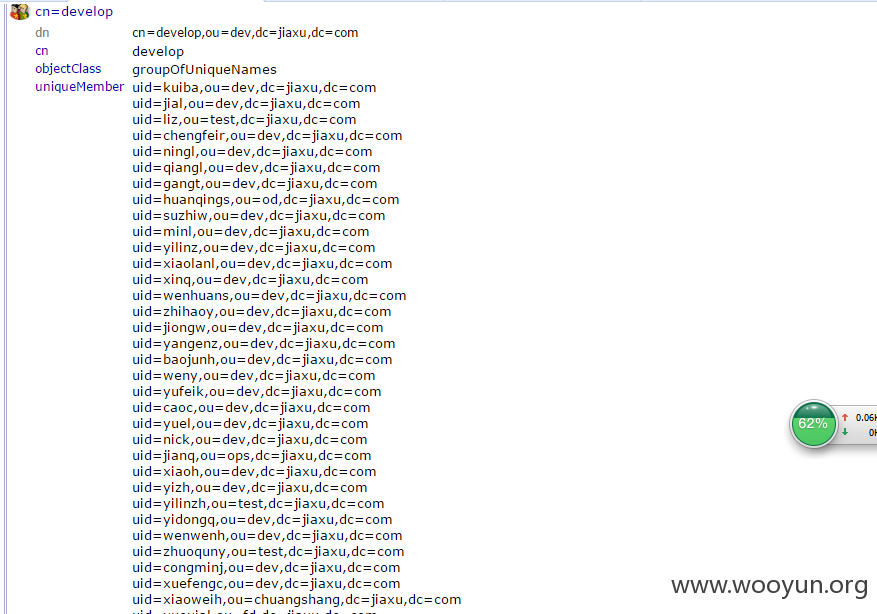 cn=develop
dn cn=develop,ou=dev,dc=jiaxu,dc=com
cn develop
objectClass groupOfUniqueNames
uniqueMember uid=kuiba,ou=dev,dc=jiaxu,dc=com
uid=jial,ou=dev,dc=jiaxu,dc=com
uid=liz,ou=test,dc=jiaxu,dc=com
uid=chengfeir,ou=dev,dc=jiaxu,dc=com
uid=ningl,ou=dev,dc=jiaxu,dc=com
uid=qiangl,ou=dev,dc=jiaxu,dc=com
uid=gangt,ou=dev,dc=jiaxu,dc=com
uid=huanqings,ou=od,dc=jiaxu,dc=com
uid=suzhiw,ou=dev,dc=jiaxu,dc=com
uid=minl,ou=dev,dc=jiaxu,dc=com
uid=yilinz,ou=dev,dc=jiaxu,dc=com
uid=xiaolanl,ou=dev,dc=jiaxu,dc=com
uid=xinq,ou=dev,dc=jiaxu,dc=com
uid=wenhuans,ou=dev,dc=jiaxu,dc=com
uid=zhihaoy,ou=dev,dc=jiaxu,dc=com
uid=jiongw,ou=dev,dc=jiaxu,dc=com
uid=yangenz,ou=dev,dc=jiaxu,dc=com
uid=baojunh,ou=dev,dc=jiaxu,dc=com
uid=weny,ou=dev,dc=jiaxu,dc=com
uid=yufeik,ou=dev,dc=jiaxu,dc=com
uid=caoc,ou=dev,dc=jiaxu,dc=com
uid=yuel,ou=dev,dc=jiaxu,dc=com
uid=nick,ou=dev,dc=jiaxu,dc=com
uid=jianq,ou=ops,dc=jiaxu,dc=com
uid=xiaoh,ou=dev,dc=jiaxu,dc=com
uid=yizh,ou=dev,dc=jiaxu,dc=com
uid=yilinzh,ou=test,dc=jiaxu,dc=com
uid=yidongq,ou=dev,dc=jiaxu,dc=com
uid=wenwenh,ou=dev,dc=jiaxu,dc=com
uid=zhuoquny,ou=test,dc=jiaxu,dc=com
uid=congminj,ou=dev,dc=jiaxu,dc=com
uid=xuefengc,ou=dev,dc=jiaxu,dc=com
uid=xiaoweih,ou=chuangshang,dc=jiaxu,dc=com
62%
0.06K
0K
www.wooyun.org